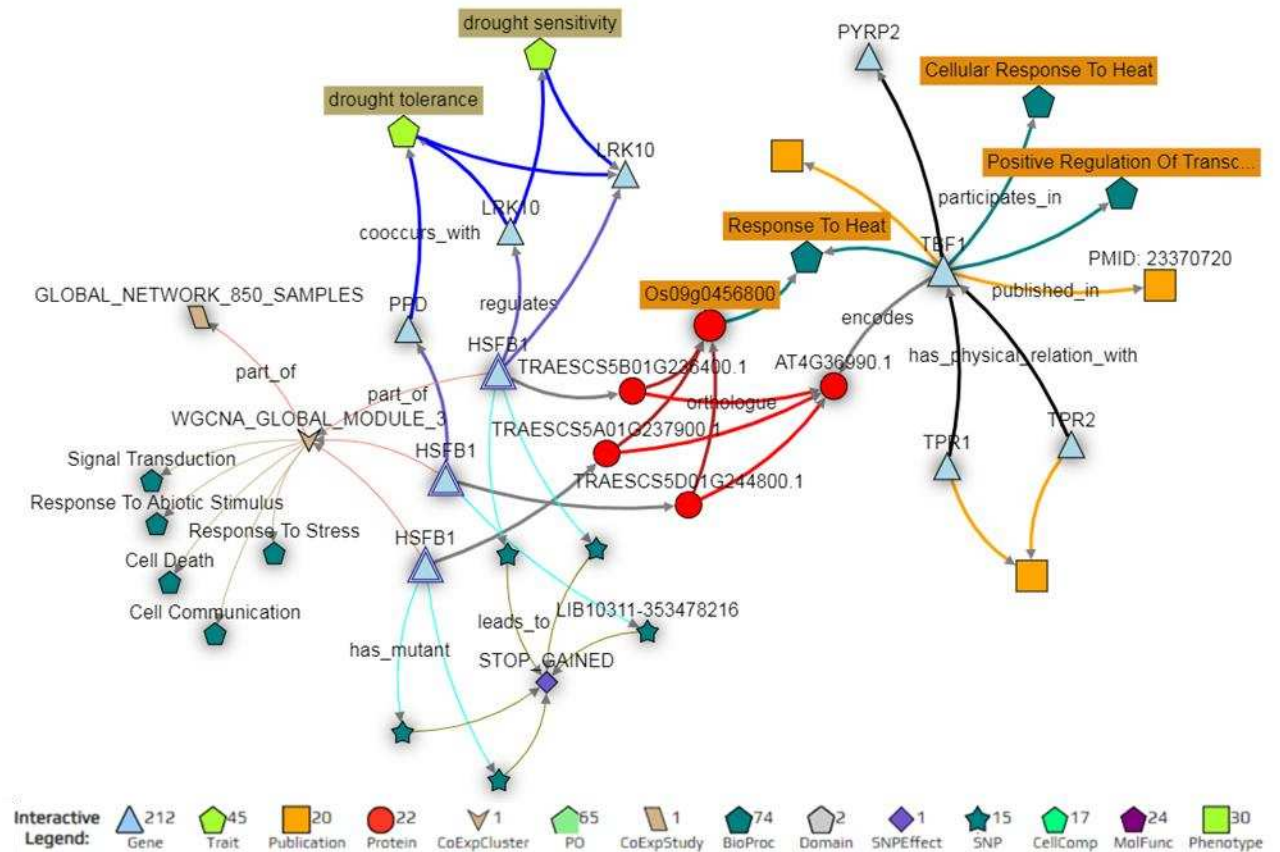 drought sensitivity
PYRP2
Cellular Response To Heat
drought tolerance
LRK10
Positive Regulation Of Transc...
participates_in
LRK10
Response To Heat
cooccurs_with
TBF1
PMID: 23370720
GLOBAL_NETWORK_850_SAMPLES
PPD
regulates
Os09g0456800
published_in
encodes
HSFB1
has_physical_relation_with
part_of
TRAESCS5B01G236400.1
AT4G36990.1
part_of
orthologue
WGCNA_GLOBAL_MODULE_3
TRAESCS5A01G237900.1
TPR2
HSFB1
TPR1
Signal Transduction
TRAESCS5D01G244800.1
Response To Abiotic Stimulus
Response To Stress
HSFB1
Cell Death
Cell Communication
LIB10311-353478216
leads_to
has_mutant
STOP_GAINED
Interactive Legend:
212 Gene
45 Trait
20 Publication
22 Protein
1 CoExpCluster
65 PO
1 CoExpStudy
74 BioProc
2 Domain
1 SNPEffect
15 SNP
17 CellComp
24 MolFunc
30 Phenotype